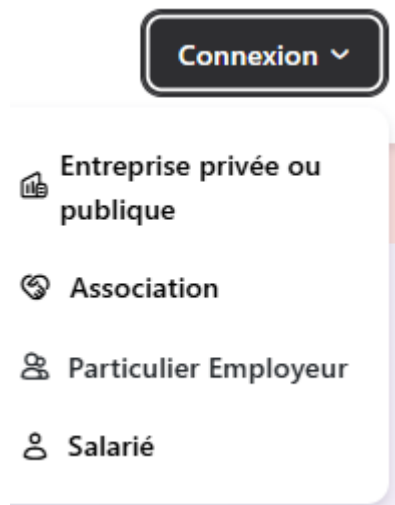 Connexion
Entreprise privée ou
publique
Association
Particulier Employeur
Salarié